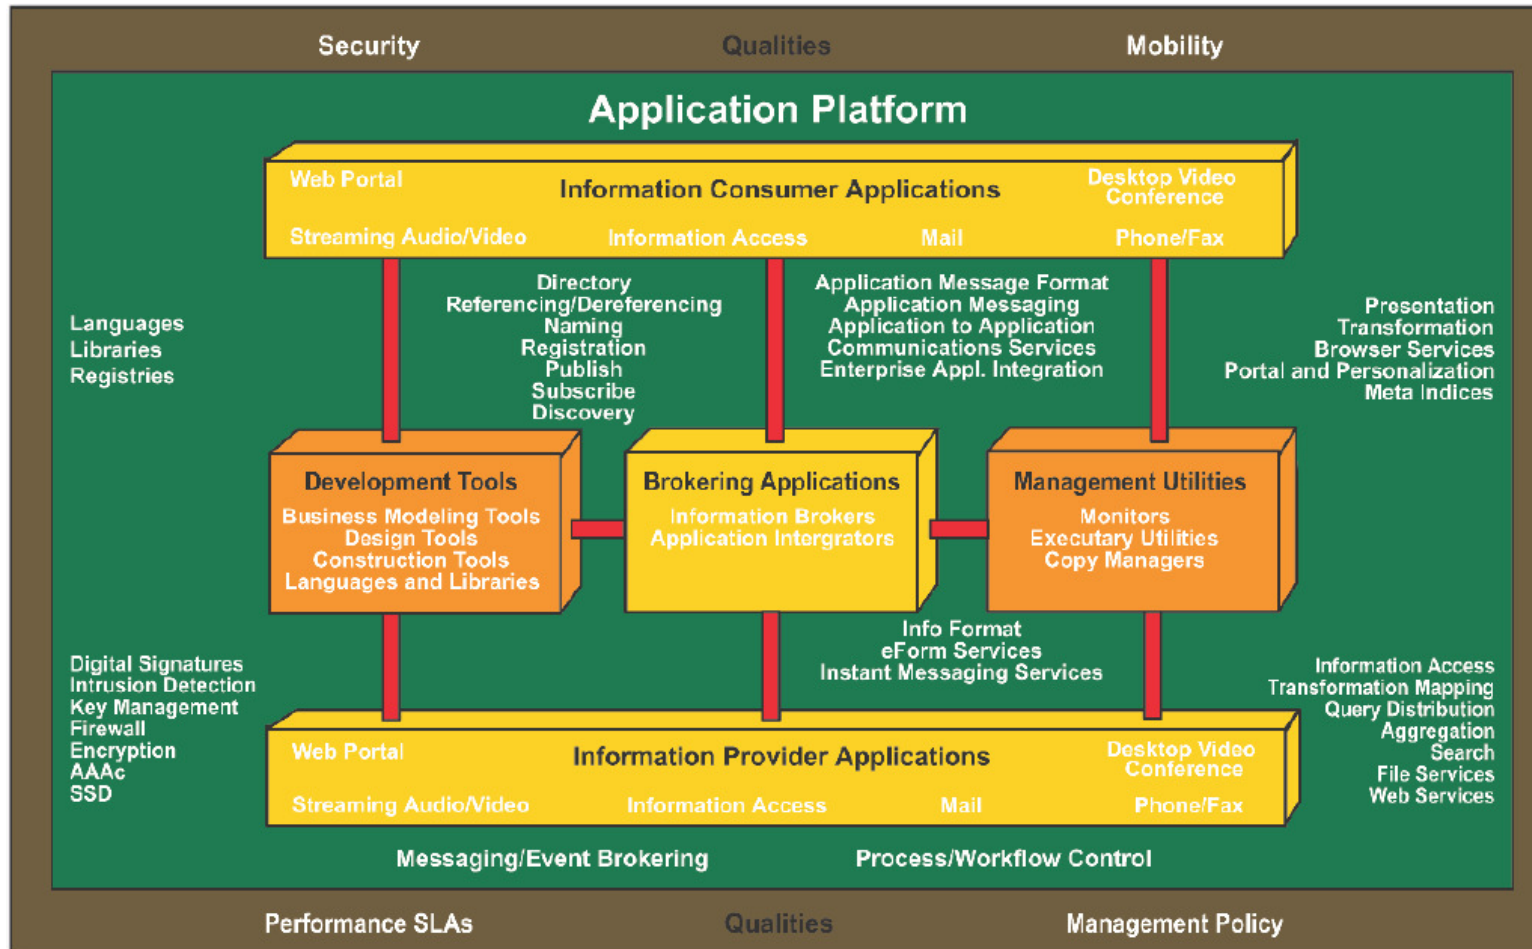 Security
Qualities
Mobility
Application Platform
Web Portal
Information Consumer Applications
Desktop Video
Conference
Streaming Audio/Video
Information Access
Mail
Phone/Fax
Languages
Libraries
Registries
Directory
Referencing/Dereferencing
Naming
Registration
Publish
Subscribe
Discovery
Application Message Format
Application Messaging
Application to Application
Communications Services
Enterprise Appl. Integration
Presentation
Transformation
Browser Services
Portal and Personalization
Meta Indices
Development Tools
Business Modeling Tools
Design Tools
Construction Tools
Languages and Libraries
Brokering Applications
Information Brokers
Application Intergrators
Management Utilities
Monitors
Executary Utilities
Copy Managers
Digital Signatures
Intrusion Detection
Key Management
Firewall
Encryption
AAAc
SSD
Info Format
eForm Services
Instant Messaging Services
Information Access
Transformation Mapping
Query Distribution
Aggregation
Search
File Services
Web Services
Web Portal
Information Provider Applications
Desktop Video
Conference
Streaming Audio/Video
Information Access
Mail
Phone/Fax
Messaging/Event Brokering
Process/Workflow Control
Performance SLAs
Qualities
Management Policy